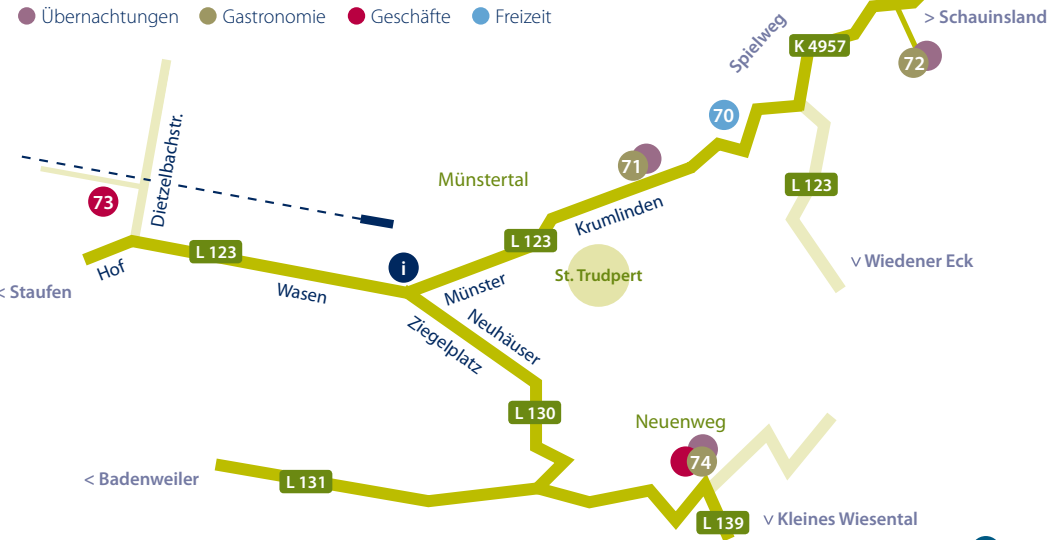 Übernachtungen Gastronomie Geschäfte Freizeit
> Schauinsland
Spielweg
K 4957
72
70
Dietzelbachstr.
71
Münstertal
L 123
73
Krumlinden
L 123
L 123
Hof
i
St. Trudpert
v Wiedener Eck
< Staufen
Wasen
Münster
Neuhäuser
Ziegelplatz
L 130
Neuenweg
74
< Badenweiler
L 131
L 139
v Kleines Wiesental